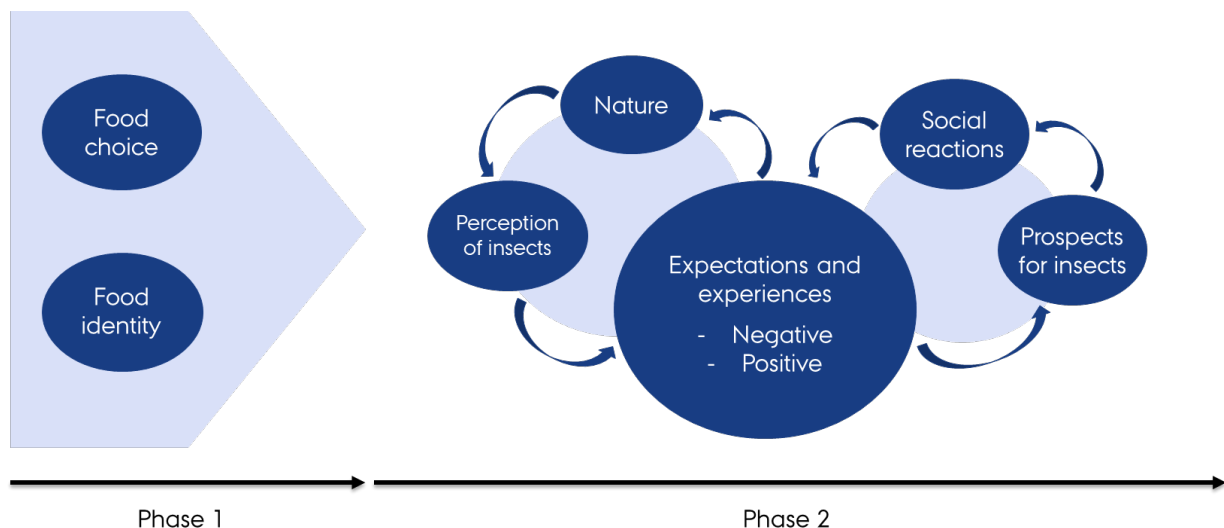 Food
choice
Food
identity
Nature
Perception
of insects
Expectations and
experiences
- Negative
- Positive
Social
reactions
Prospects
for insects
Phase 1
Phase 2